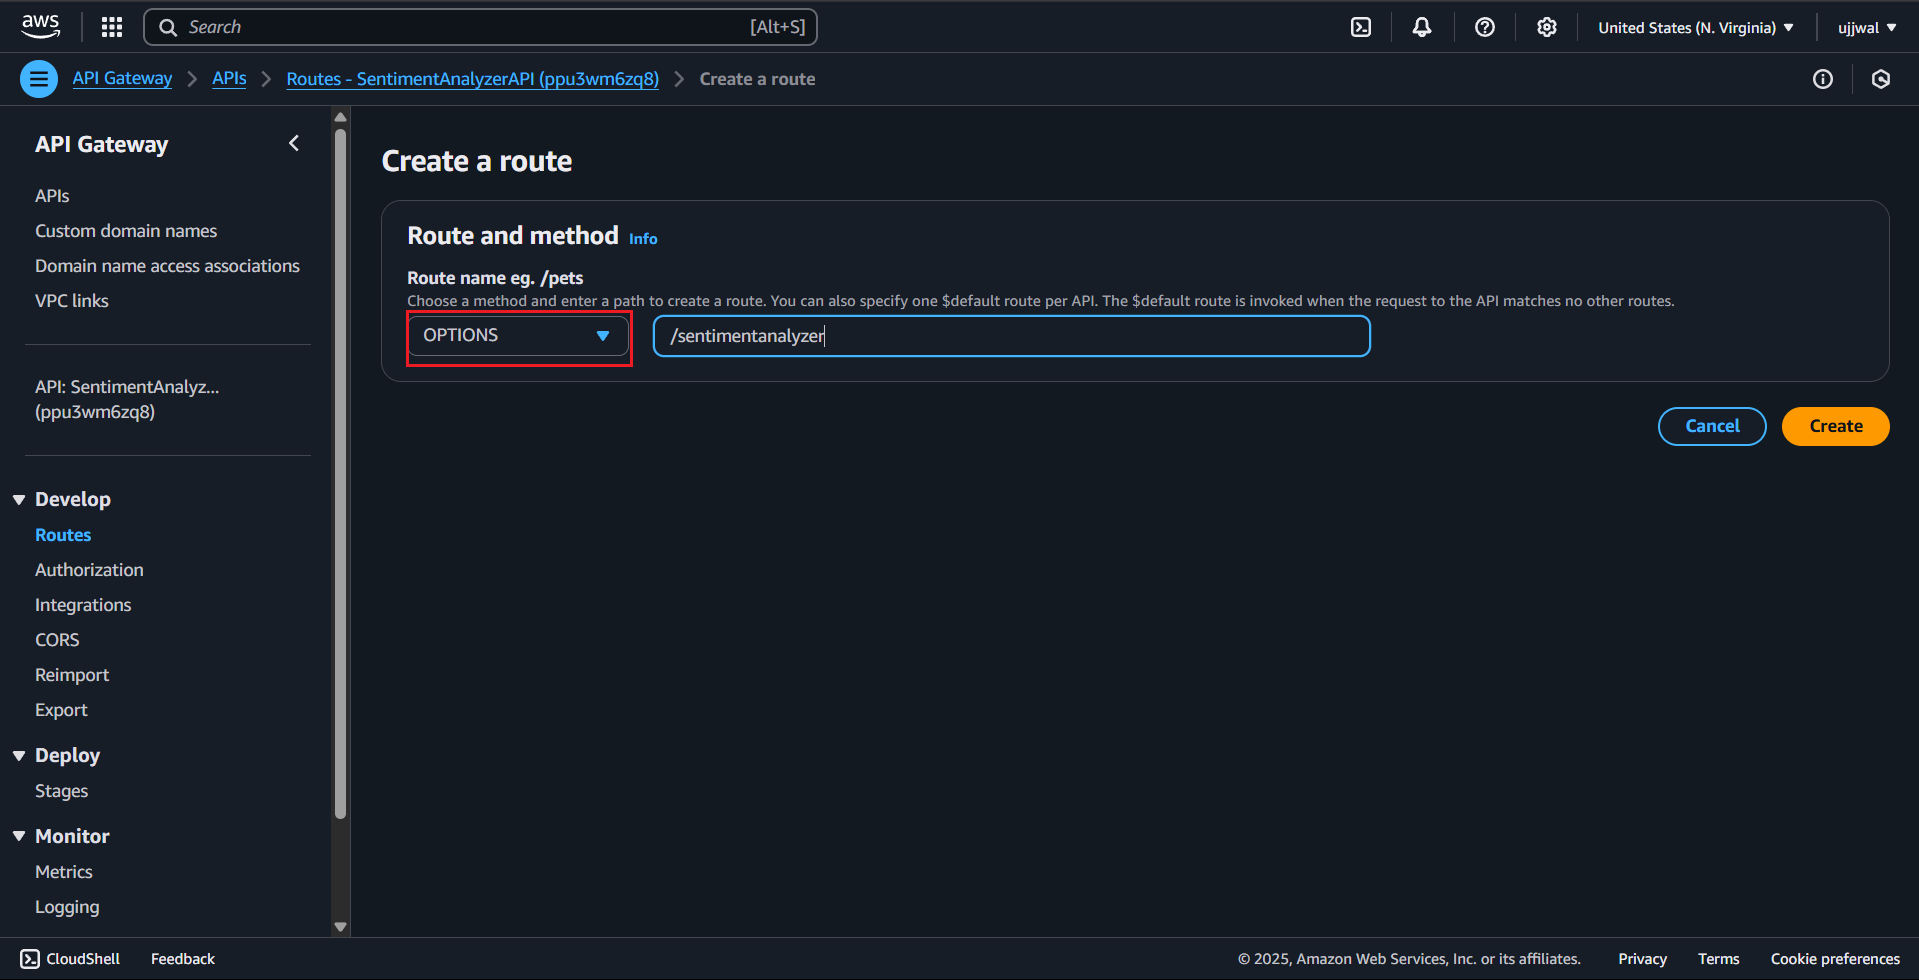 aws
Search [Alt+S]
United States (N. Virginia)
ujjwal
API Gateway
APIs
Routes - SentimentAnalyzerAPI (ppu3wm6zq8)
Create a route
API Gateway
APIs
Custom domain names
Domain name access associations
VPC links
API: SentimentAnalyz...
(ppu3wm6zq8)
Develop
Routes
Authorization
Integrations
CORS
Reimport
Export
Deploy
Stages
Monitor
Metrics
Logging
Create a route
Route and method Info
Route name eg. /pets
Choose a method and enter a path to create a route. You can also specify one $default route per API. The $default route is invoked when the request to the API matches no other routes.
OPTIONS
/sentimentanalyzer
Cancel
Create
CloudShell
Feedback
© 2025, Amazon Web Services, Inc. or its affiliates.
Privacy
Terms
Cookie preferences